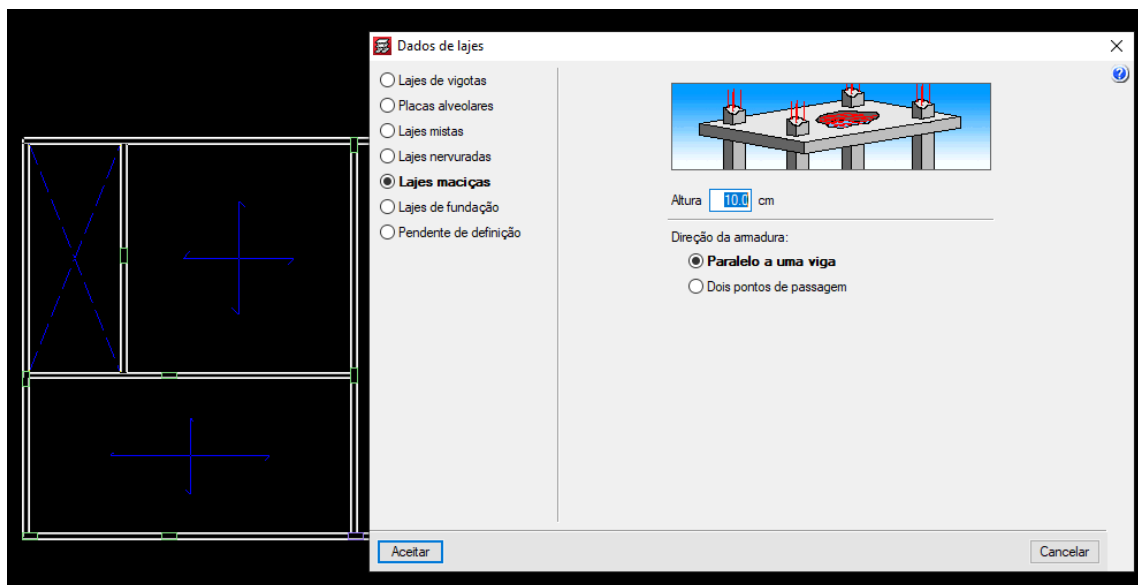 Dados de lajes
Lajes de vigotas
Placas alveolares
Lajes mistas
Lajes nervuradas
Lajes maciças
Lajes de fundação
Pendente de definição
Altura 10.0 cm
Direção da armadura:
Paralelo a uma viga
Dois pontos de passagem
Aceitar
Cancelar